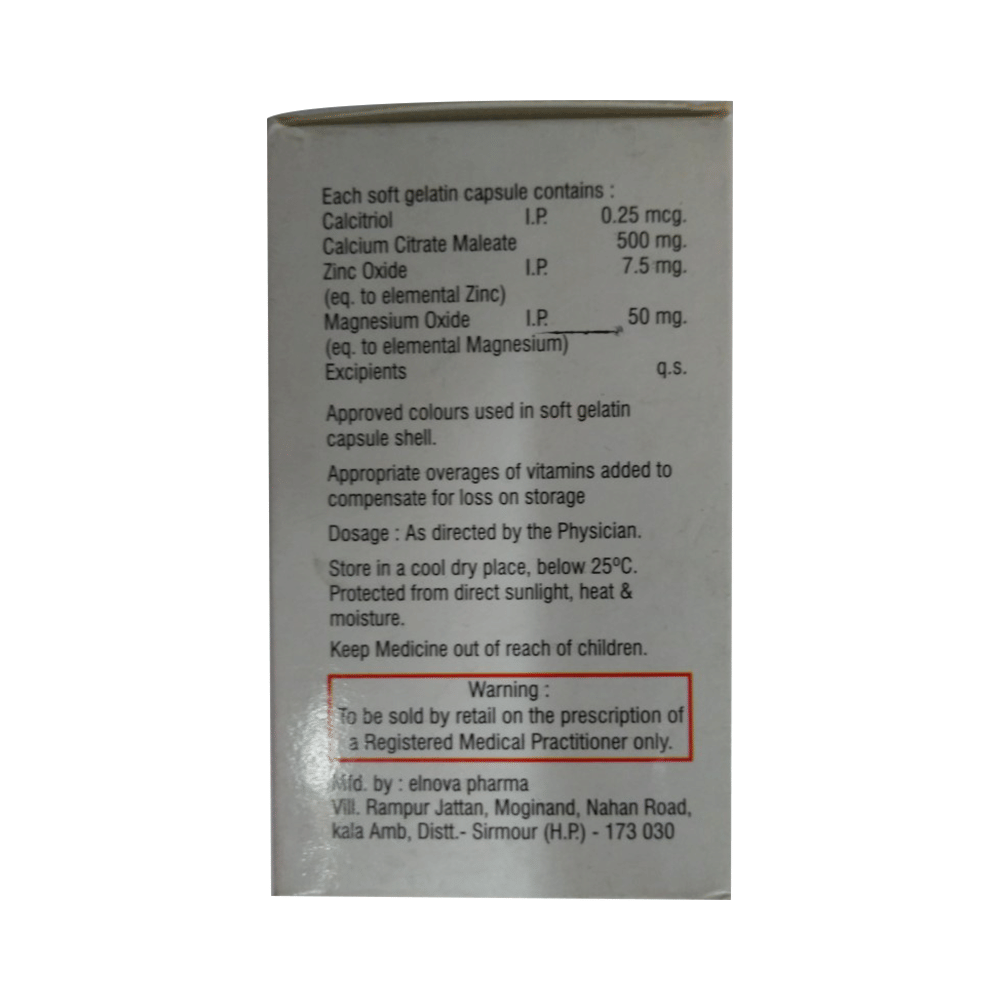 Each soft gelatin capsule contains :
Calcitriol I.P. 0.25 mcg.
Calcium Citrate Maleate 500 mg.
Zinc Oxide I.P. 7.5 mg.
(eq. to elemental Zinc)
Magnesium Oxide I.P. 50 mg.
(eq. to elemental Magnesium)
Excipients q.s.
Approved colours used in soft gelatin
capsule shell.
Appropriate overages of vitamins added to
compensate for loss on storage
Dosage : As directed by the Physician.
Store in a cool dry place, below 25ºC.
Protected from direct sunlight, heat &
moisture.
Keep Medicine out of reach of children.
Warning :
To be sold by retail on the prescription of
a Registered Medical Practitioner only.
Mfd. by : elnova pharma
Vill. Rampur Jattan, Moginand, Nahan Road,
kala Amb, Distt.- Sirmour (H.P.) - 173 030